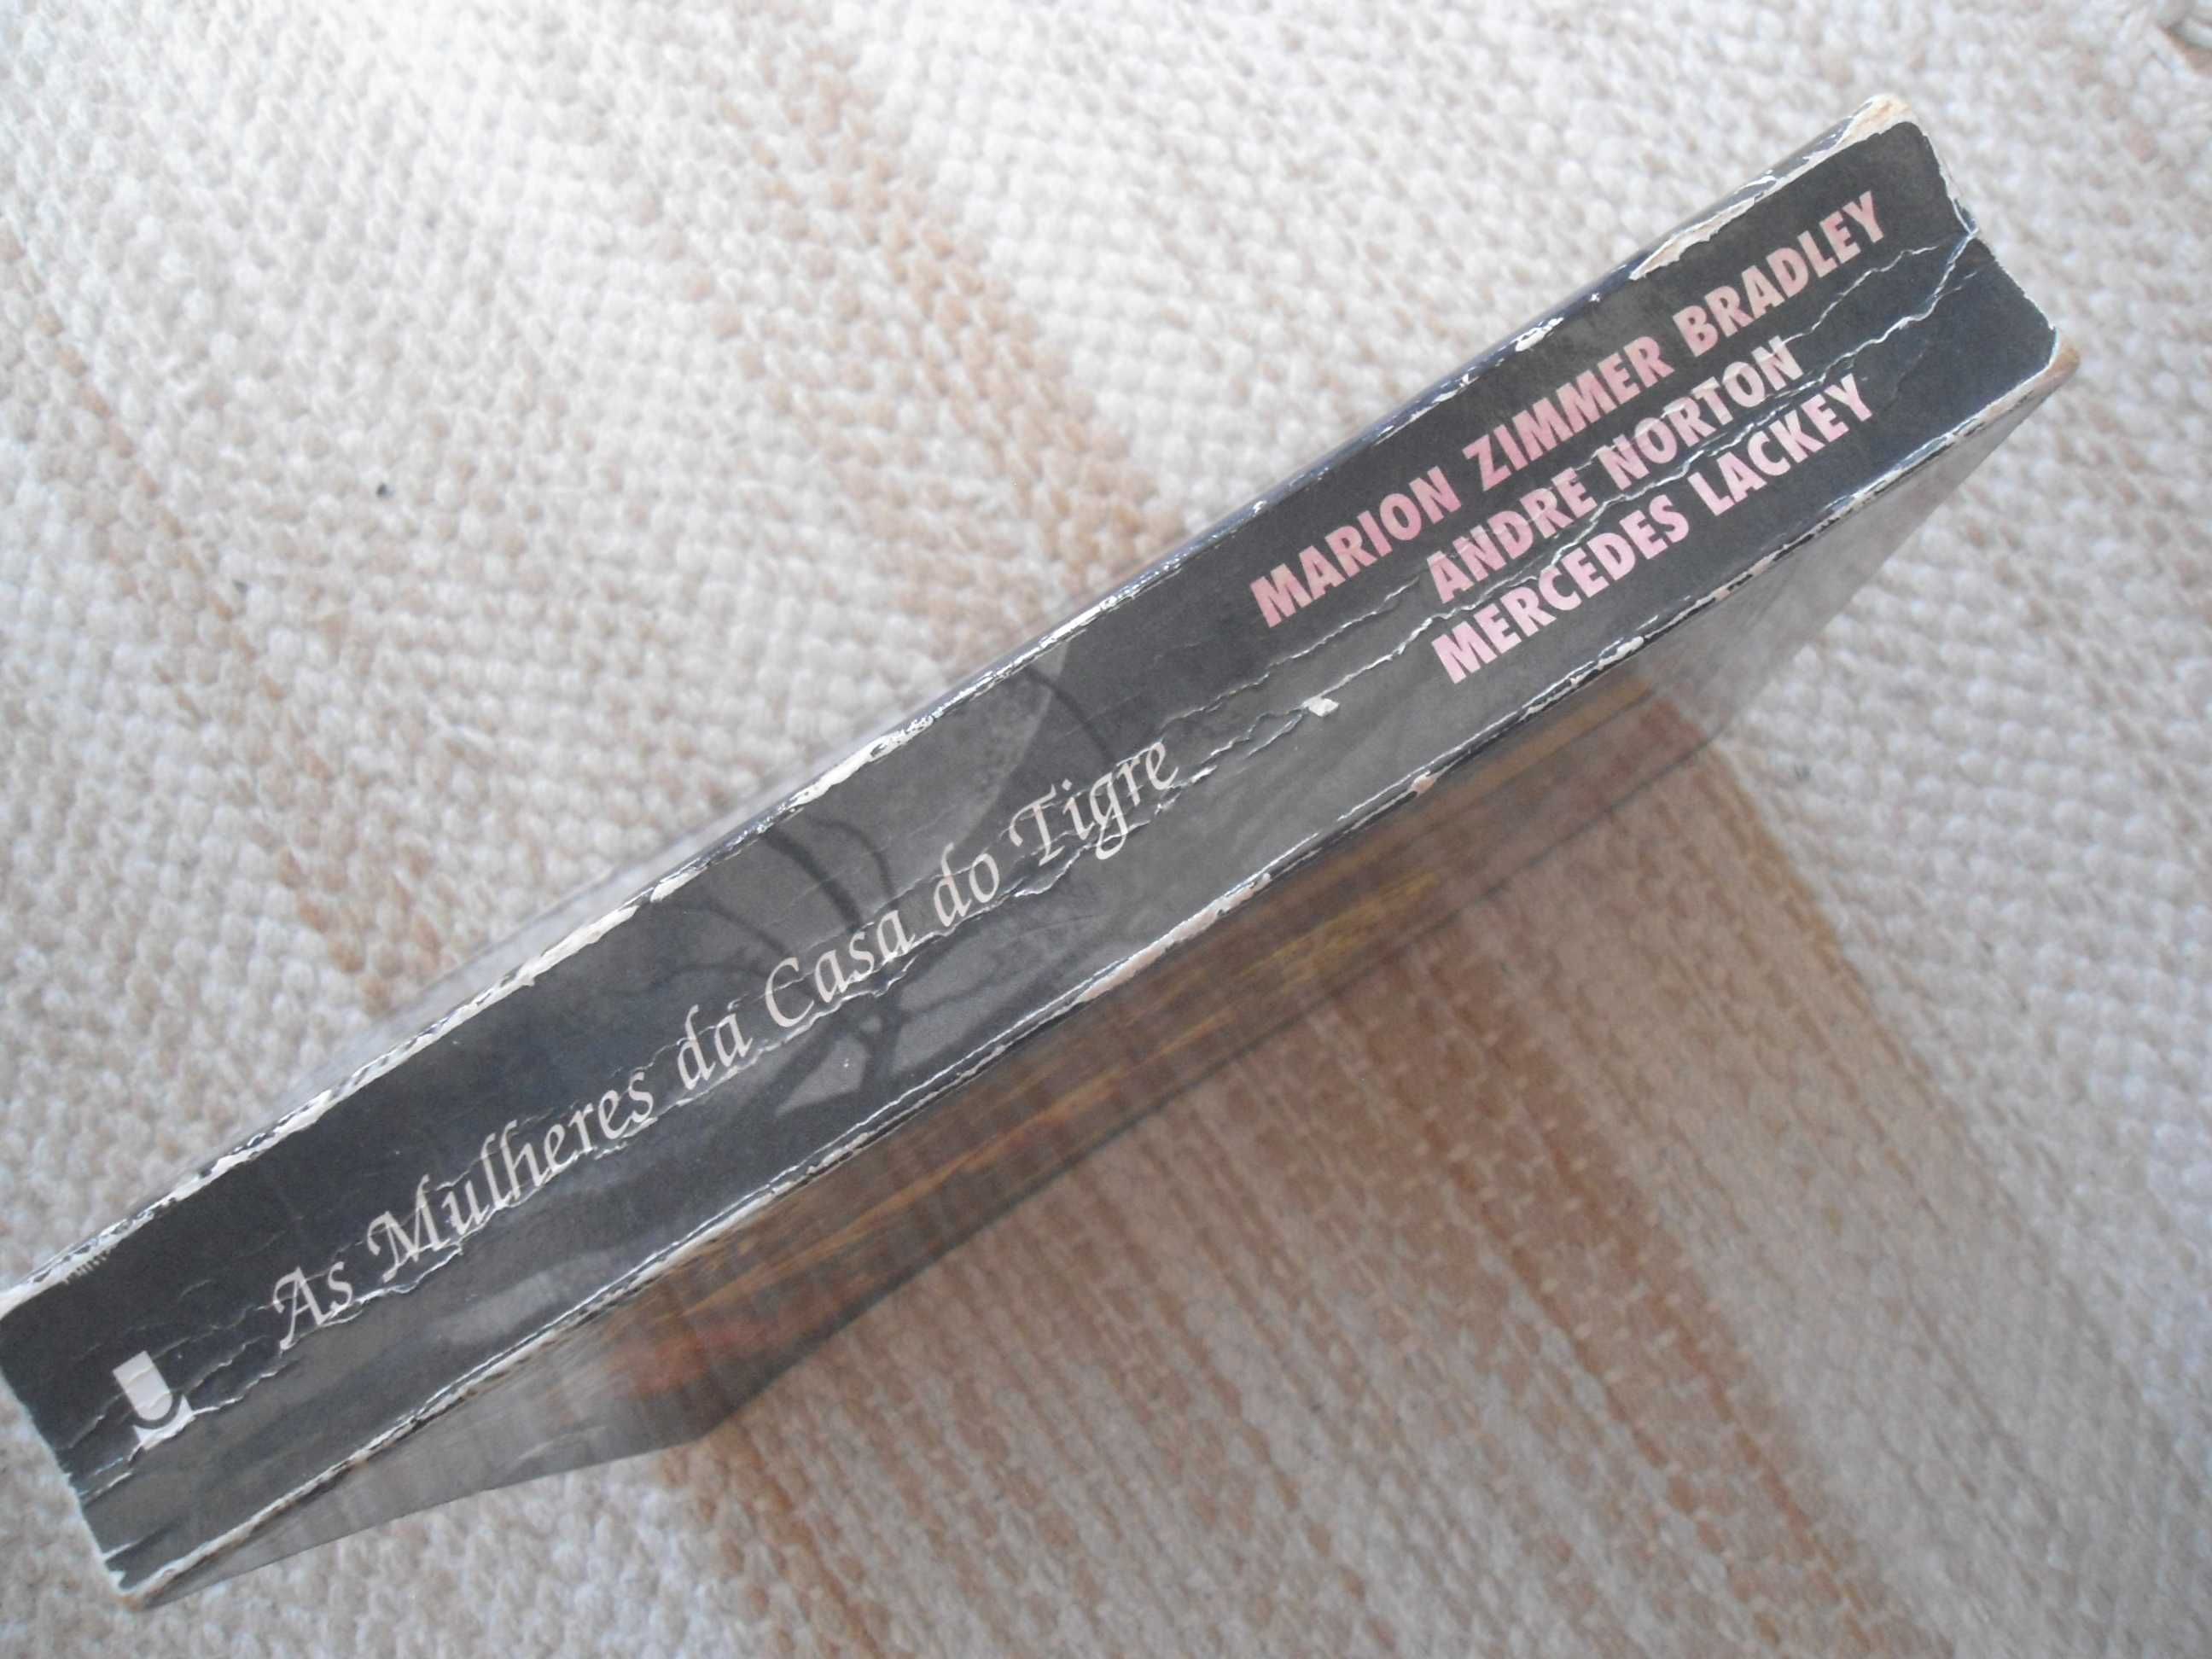 MARION ZIMMER BRADLEY
ANDRE NORTON
MERCEDES LACKEY
As Mulheres da Casa do Tigre